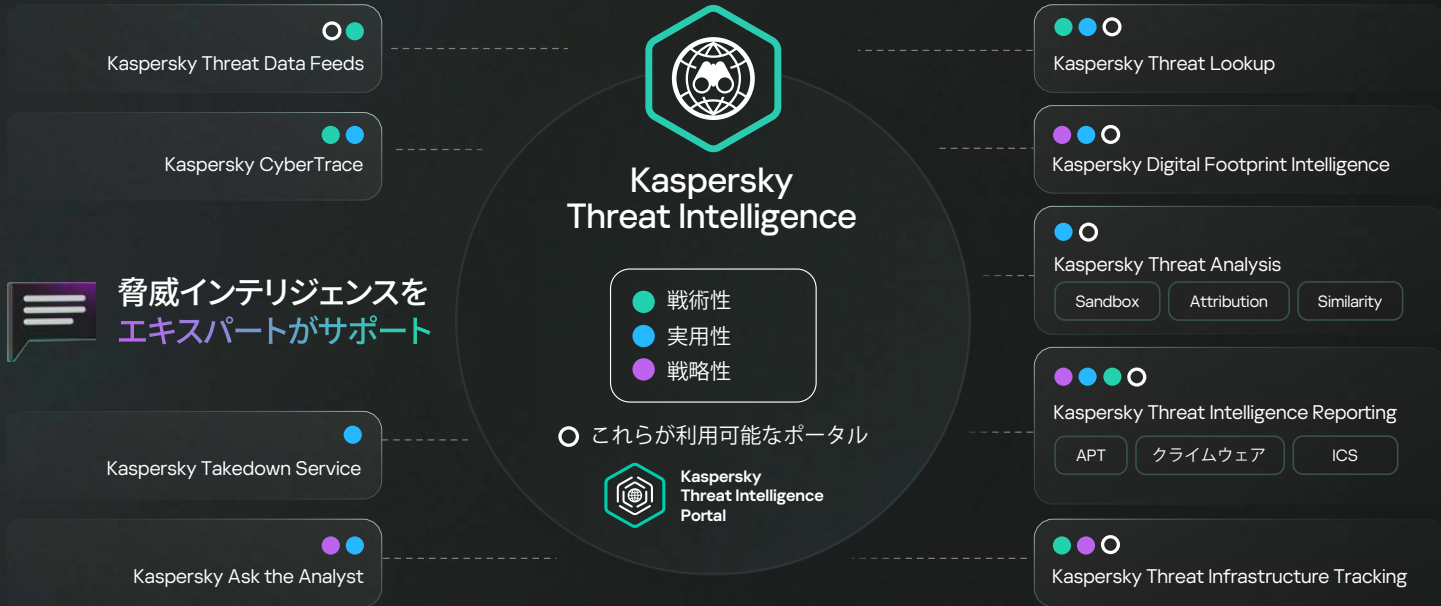 Kaspersky Threat Data Feeds
Kaspersky CyberTrace
脅威インテリジェンスを
エキスパートがサポート
Kaspersky Takedown Service
Kaspersky Ask the Analyst
Kaspersky
Threat Intelligence
戦術性
実用性
戦略性
これらが利用可能なポータル
Kaspersky
Threat Intelligence
Portal
Kaspersky Threat Lookup
Kaspersky Digital Footprint Intelligence
Kaspersky Threat Analysis
Sandbox Attribution Similarity
Kaspersky Threat Intelligence Reporting
APT クライムウェア ICS
Kaspersky Threat Infrastructure Tracking